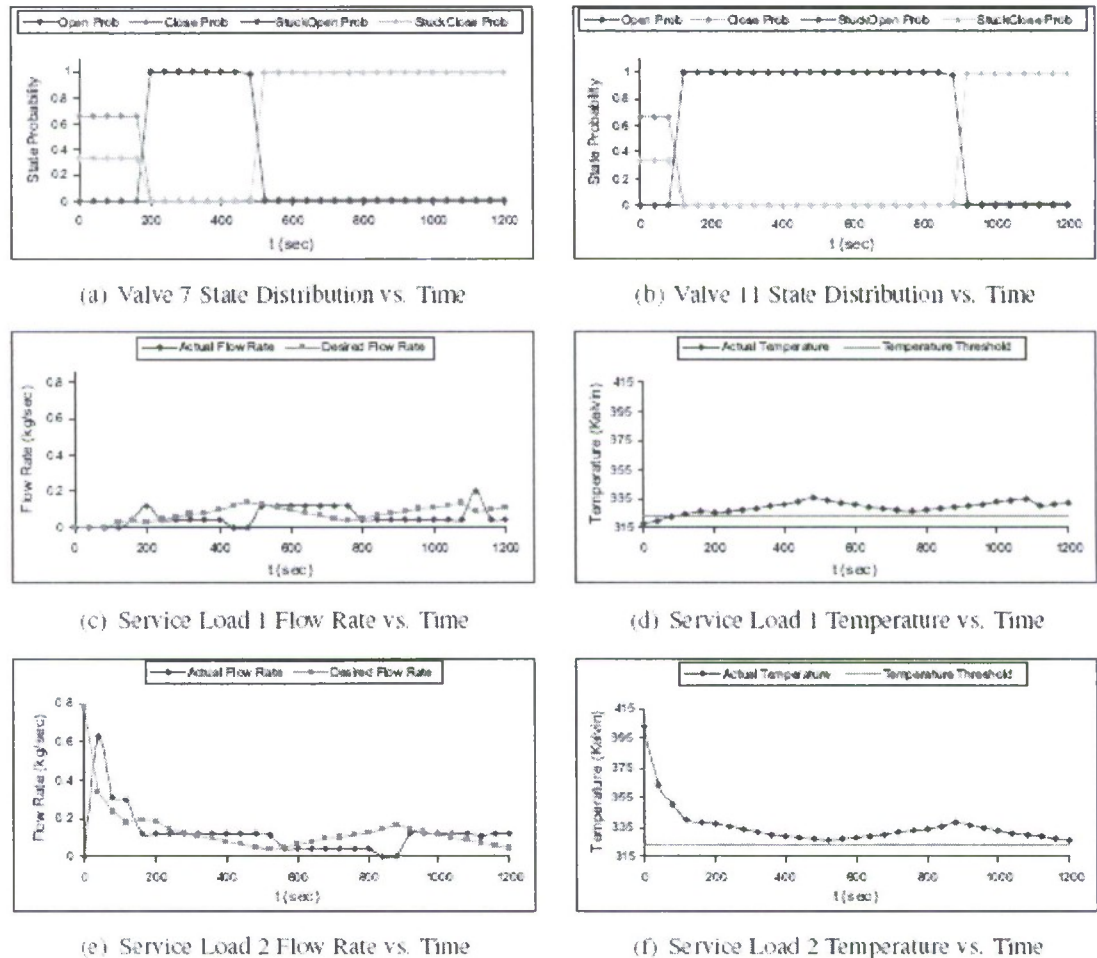 Open Prob Close Prob StuckOpen Prob StuckClose Prob
State Probability
1
0.8
0.6
0.4
0.2
0
0 200 400 600 800 1000 1200
t (sec)
(a) Valve 7 State Distribution vs. Time
Open Prob Close Prob StuckOpen Prob StuckClose Prob
State Probability
1
0.8
0.6
0.4
0.2
0
0 200 400 600 800 1000 1200
t (sec)
(b) Valve 11 State Distribution vs. Time
Actual Flow Rate Desired Flow Rate
Flow Rate (kg/sec)
0.8
0.6
0.4
0.2
0
0 200 400 600 800 1000 1200
t (sec)
(c) Service Load 1 Flow Rate vs. Time
Actual Temperature Temperature Threshold
Temperature (Kelvin)
415
395
375
355
335
315
0 200 400 600 800 1000 1200
t (sec)
(d) Service Load 1 Temperature vs. Time
Actual Flow Rate Desired Flow Rate
Flow Rate (kg/sec)
0.8
0.6
0.4
0.2
0
0 200 400 600 800 1000 1200
t (sec)
(e) Service Load 2 Flow Rate vs. Time
Actual Temperature Temperature Threshold
Temperature (Kelvin)
415
395
375
355
335
315
0 200 400 600 800 1000 1200
t (sec)
(f) Service Load 2 Temperature vs. Time